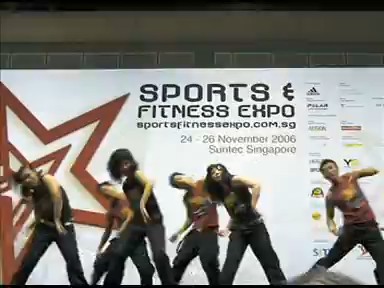 SPORTS &
FITNESS EXPO
sportsfitnessexpo.com.sg
24 - 26 November 2006
Suntec Singapore
adidas
POLAR